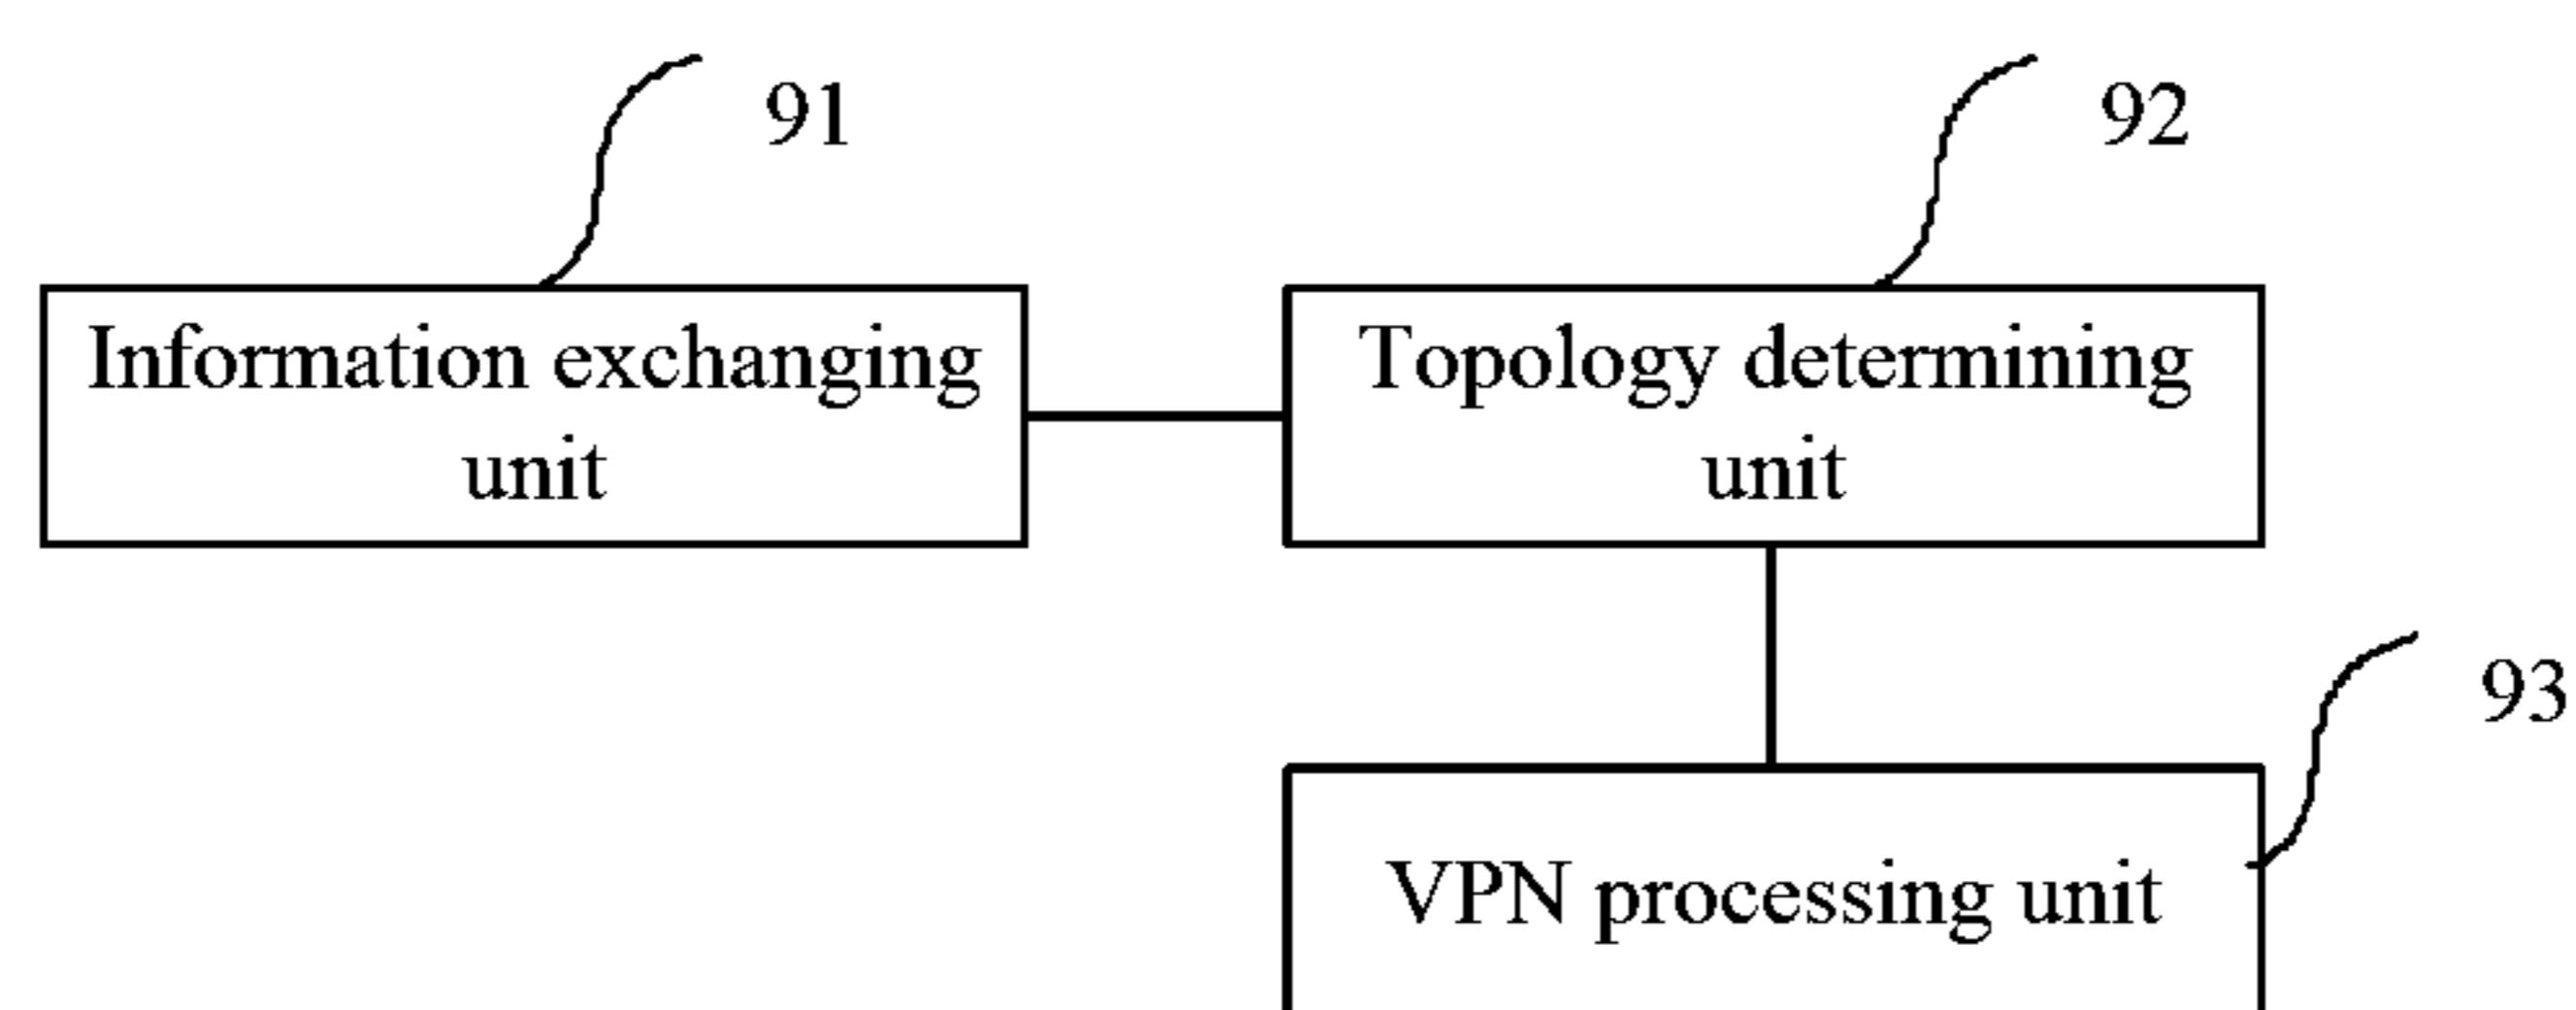 91
92
Information exchanging
unit
Topology determining
unit
93
VPN processing unit